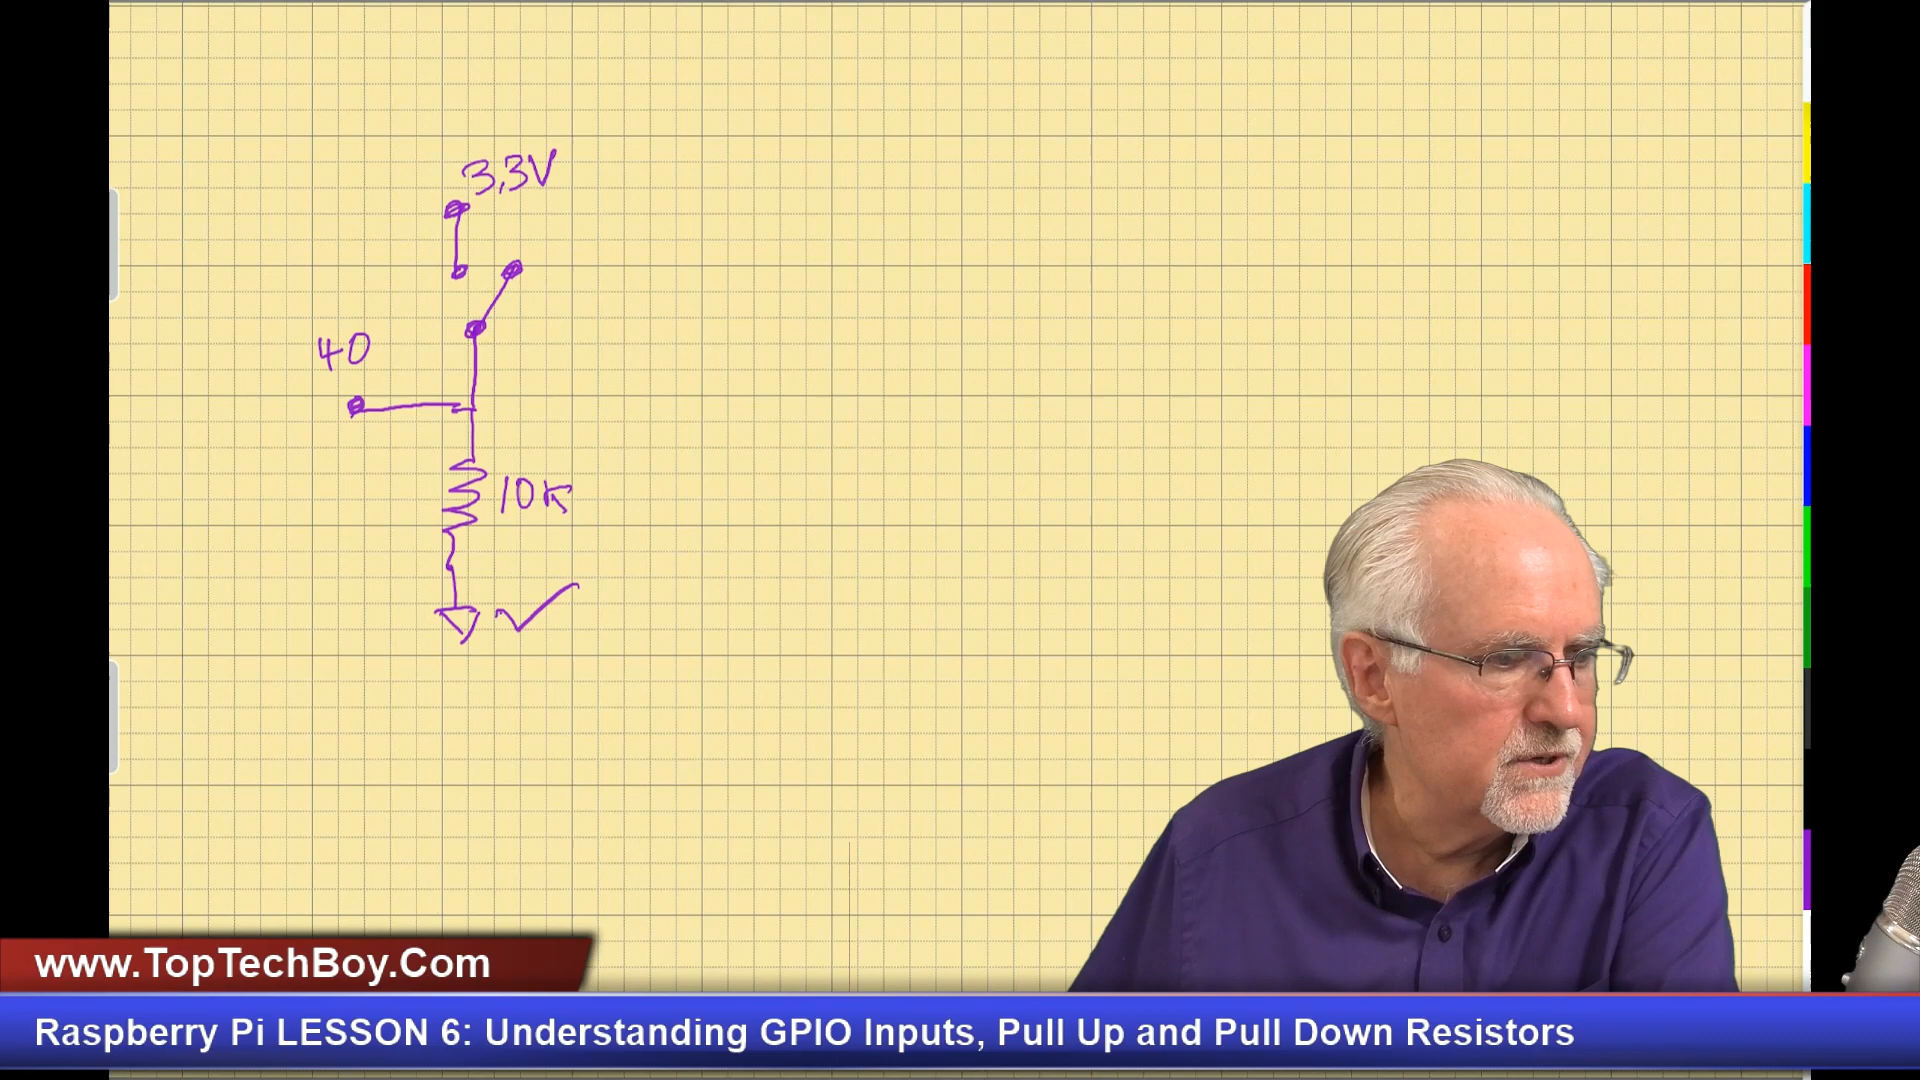 3.3V
40
10K
www.TopTechBoy.Com
Raspberry Pi LESSON 6: Understanding GPIO Inputs, Pull Up and Pull Down Resistors